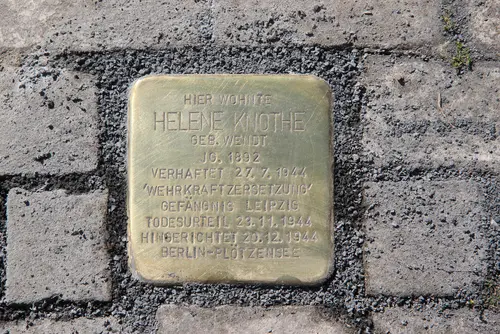 HIER WOHNTE
HELENE KNOTHE
GEB. WENDT
JG. 1892
VERHAFTET 27.7.1944
'WEHRKRAFTZERSETZUNG'
GEFÄNGNIS LEIPZIG
TODESURTEIL 23.11.1944
HINGERICHTET 20.12.1944
BERLIN-PLÖTZENSEE